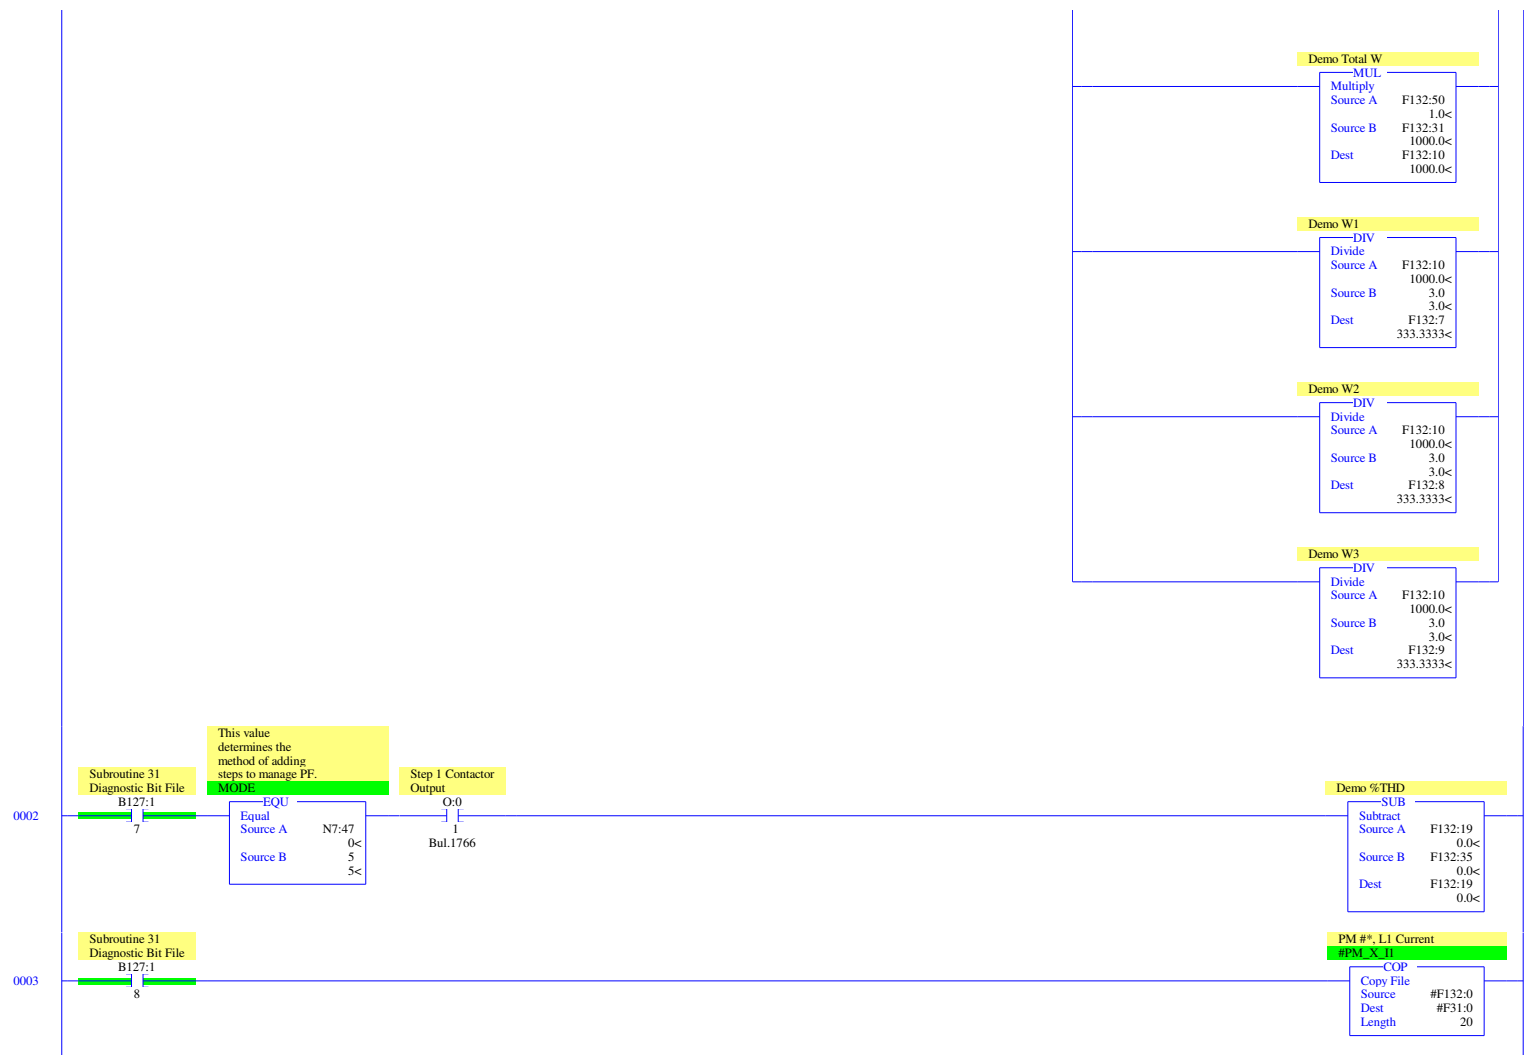 Demo Total W
MUL
Multiply
Source A F132:50
1.0<
Source B F132:31
1000.0<
Dest F132:10
1000.0<
Demo W1
DIV
Divide
Source A F132:10
1000.0<
Source B 3.0
3.0<
Dest F132:7
333.3333<
Demo W2
DIV
Divide
Source A F132:10
1000.0<
Source B 3.0
3.0<
Dest F132:8
333.3333<
Demo W3
DIV
Divide
Source A F132:10
1000.0<
Source B 3.0
3.0<
Dest F132:9
333.3333<
0002
Subroutine 31
Diagnostic Bit File
B127:1
7
This value
determines the
method of adding
steps to manage PF.
MODE
EQU
Equal
Source A N7:47
0<
Source B 5
5<
Step 1 Contactor
Output
O:0
1
Bul.1766
Demo %THD
SUB
Subtract
Source A F132:19
0.0<
Source B F132:35
0.0<
Dest F132:19
0.0<
0003
Subroutine 31
Diagnostic Bit File
B127:1
8
PM #*, L1 Current
#PM_X_I1
COP
Copy File
Source #F132:0
Dest #F31:0
Length 20